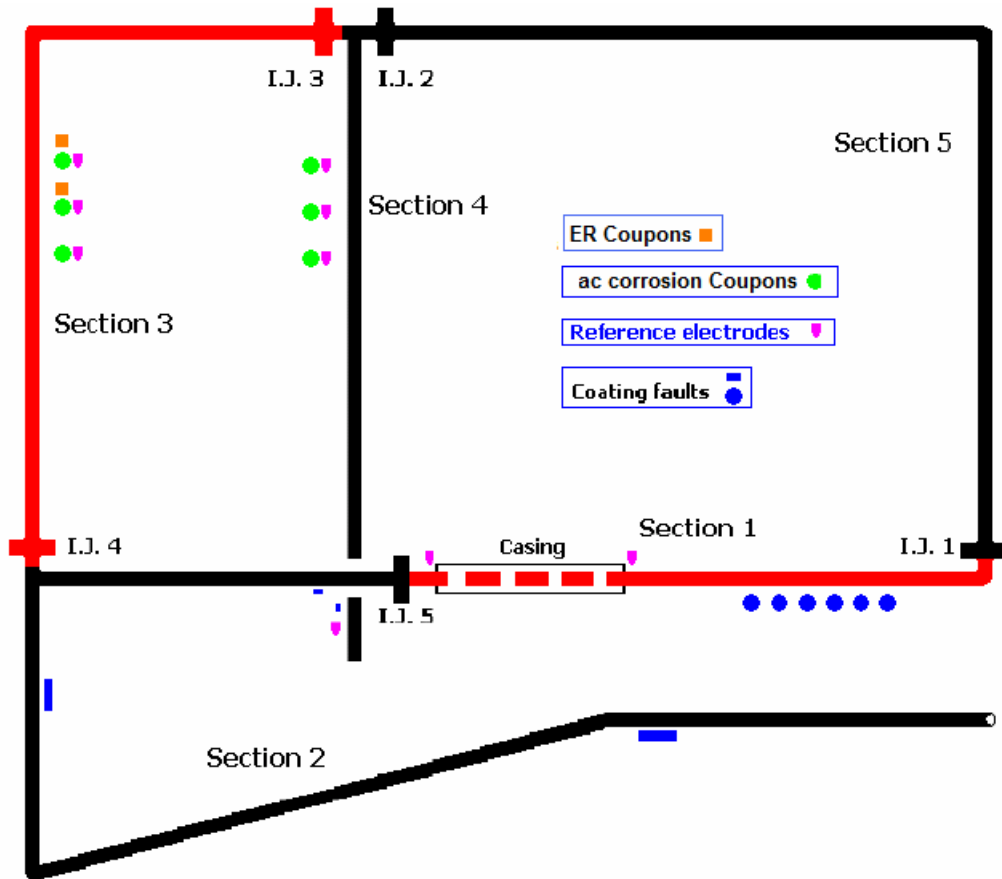 I.J. 3
I.J. 2
Section 5
Section 4
ER Coupons
ac corrosion Coupons
Section 3
Reference electrodes
Coating faults
Section 1
I.J. 4
Casing
I.J. 1
I.J. 5
Section 2